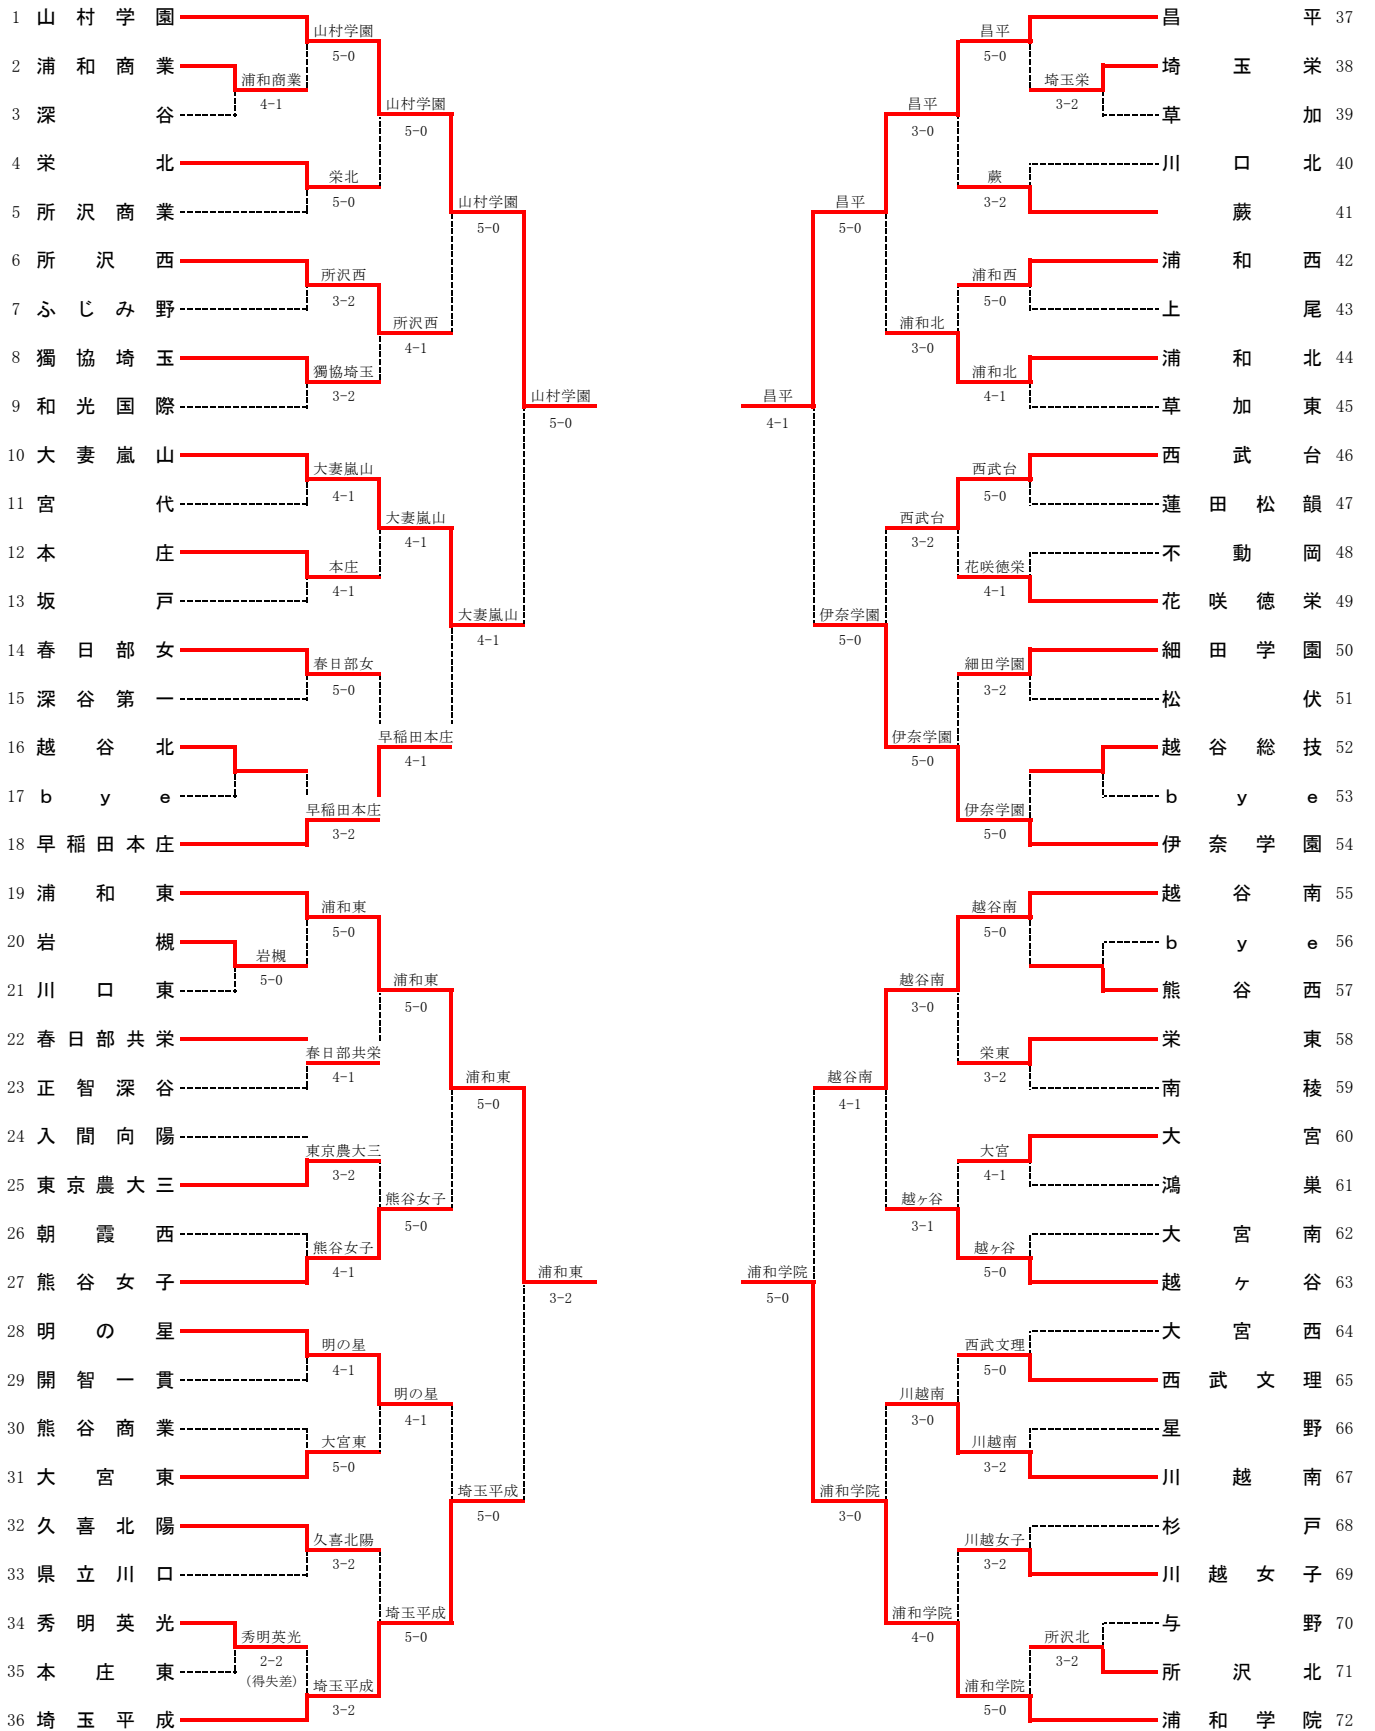 1 山村学園
山村学園
5-0
2 浦和商業
浦和商業
4-1
3 深谷
山村学園
5-0
4 栄北
栄北
5-0
5 所沢商業
山村学園
5-0
6 所沢西
所沢西
3-2
7 ふじみ野
所沢西
4-1
8 獨協埼玉
獨協埼玉
3-2
9 和光国際
山村学園
5-0
10 大妻嵐山
大妻嵐山
4-1
11 宮代
大妻嵐山
4-1
12 本庄
本庄
4-1
13 坂戸
大妻嵐山
4-1
14 春日部女
春日部女
5-0
15 深谷第一
早稲田本庄
4-1
16 越谷北
17 ｂｙｅ
早稲田本庄
3-2
18 早稲田本庄
19 浦和東
浦和東
5-0
20 岩槻
岩槻
5-0
21 川口東
浦和東
5-0
22 春日部共栄
春日部共栄
4-1
23 正智深谷
浦和東
5-0
24 入間向陽
東京農大三
3-2
25 東京農大三
熊谷女子
5-0
26 朝霞西
熊谷女子
4-1
27 熊谷女子
浦和東
3-2
28 明の星
明の星
4-1
29 開智一貫
明の星
4-1
30 熊谷商業
大宮東
5-0
31 大宮東
埼玉平成
5-0
32 久喜北陽
久喜北陽
3-2
33 県立川口
埼玉平成
5-0
34 秀明英光
秀明英光
2-2
（得失差）
35 本庄東
埼玉平成
3-2
36 埼玉平成
昌平 37
昌平
5-0
埼玉栄 38
埼玉栄
3-2
草加 39
昌平
3-0
川口北 40
蕨
3-2
蕨 41
昌平
5-0
浦和西 42
浦和西
5-0
上尾 43
浦和北
3-0
浦和北 44
浦和北
4-1
草加東 45
昌平
4-1
西武台 46
西武台
5-0
蓮田松韻 47
西武台
3-2
不動岡 48
花咲徳栄
4-1
花咲徳栄 49
伊奈学園
5-0
細田学園 50
細田学園
3-2
松伏 51
伊奈学園
5-0
越谷総技 52
ｂｙｅ 53
伊奈学園
5-0
伊奈学園 54
越谷南 55
越谷南
5-0
ｂｙｅ 56
熊谷西 57
越谷南
3-0
栄東 58
栄東
3-2
南稜 59
越谷南
4-1
大宮 60
大宮
4-1
鴻巣 61
越ヶ谷
3-1
大宮南 62
越ヶ谷
5-0
越ヶ谷 63
浦和学院
5-0
大宮西 64
西武文理
5-0
西武文理 65
川越南
3-0
星野 66
川越南
3-2
川越南 67
浦和学院
3-0
杉戸 68
川越女子
3-2
川越女子 69
浦和学院
4-0
与野 70
所沢北
3-2
所沢北 71
浦和学院
5-0
浦和学院 72